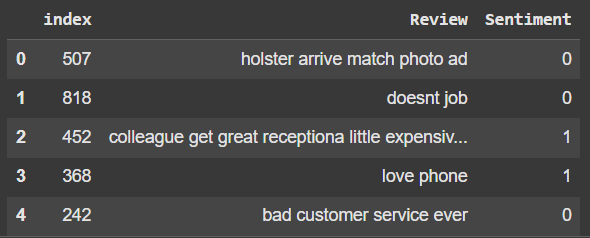 index Review Sentiment
0 507 holster arrive match photo ad 0
1 818 doesnt job 0
2 452 colleague get great receptiona little expensiv... 1
3 368 love phone 1
4 242 bad customer service ever 0